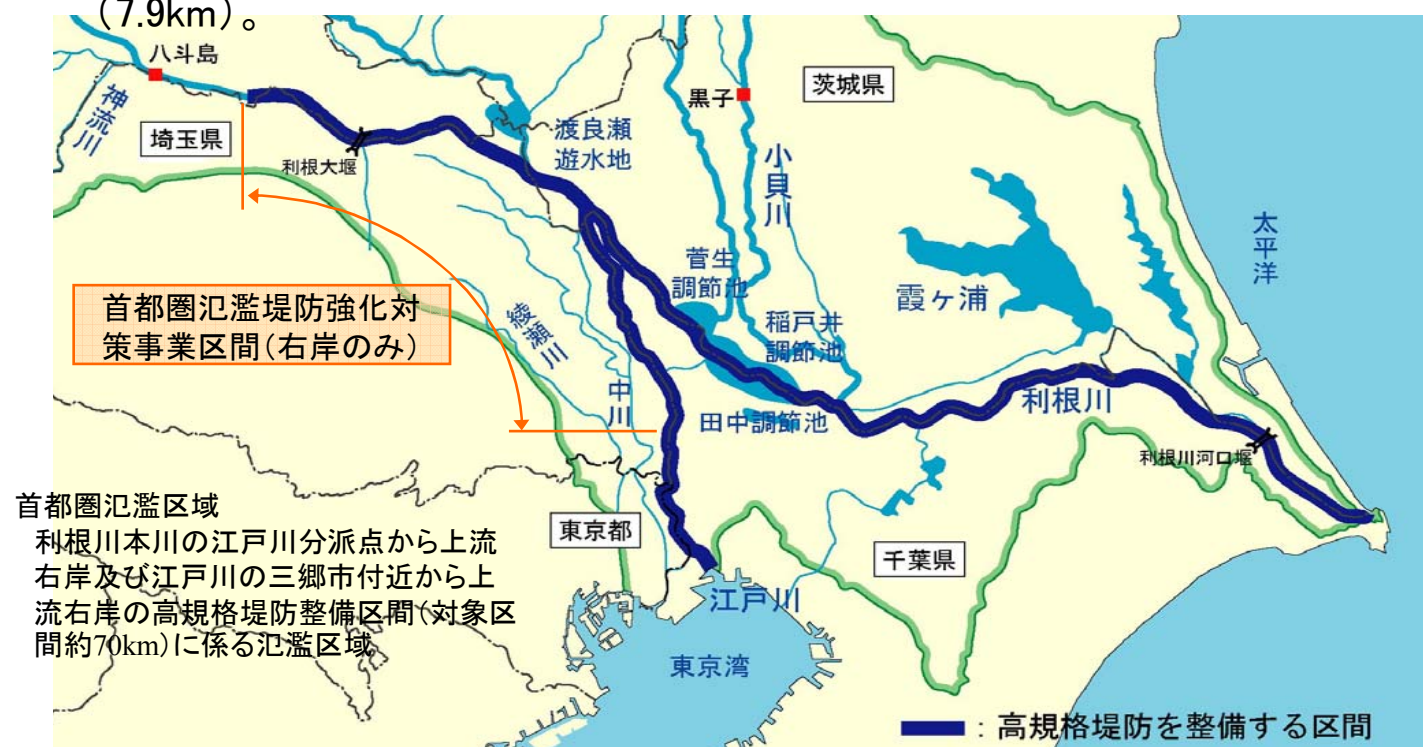 （7.9km）。
八斗島
神流川
埼玉県
利根大堰
渡良瀬
遊水地
黒子
茨城県
小貝川
太平洋
菅生
調節池
霞ヶ浦
首都圏氾濫堤防強化対
策事業区間（右岸のみ）
綾瀬川
稲戸井
調節池
中川
田中調節池
利根川
利根川河口堰
首都圏氾濫区域
利根川本川の江戸川分派点から上流
右岸及び江戸川の三郷市付近から上
流右岸の高規格堤防整備区間（対象区
間約70km）に係る氾濫区域
東京都
千葉県
江戸川
東京湾
：高規格堤防を整備する区間